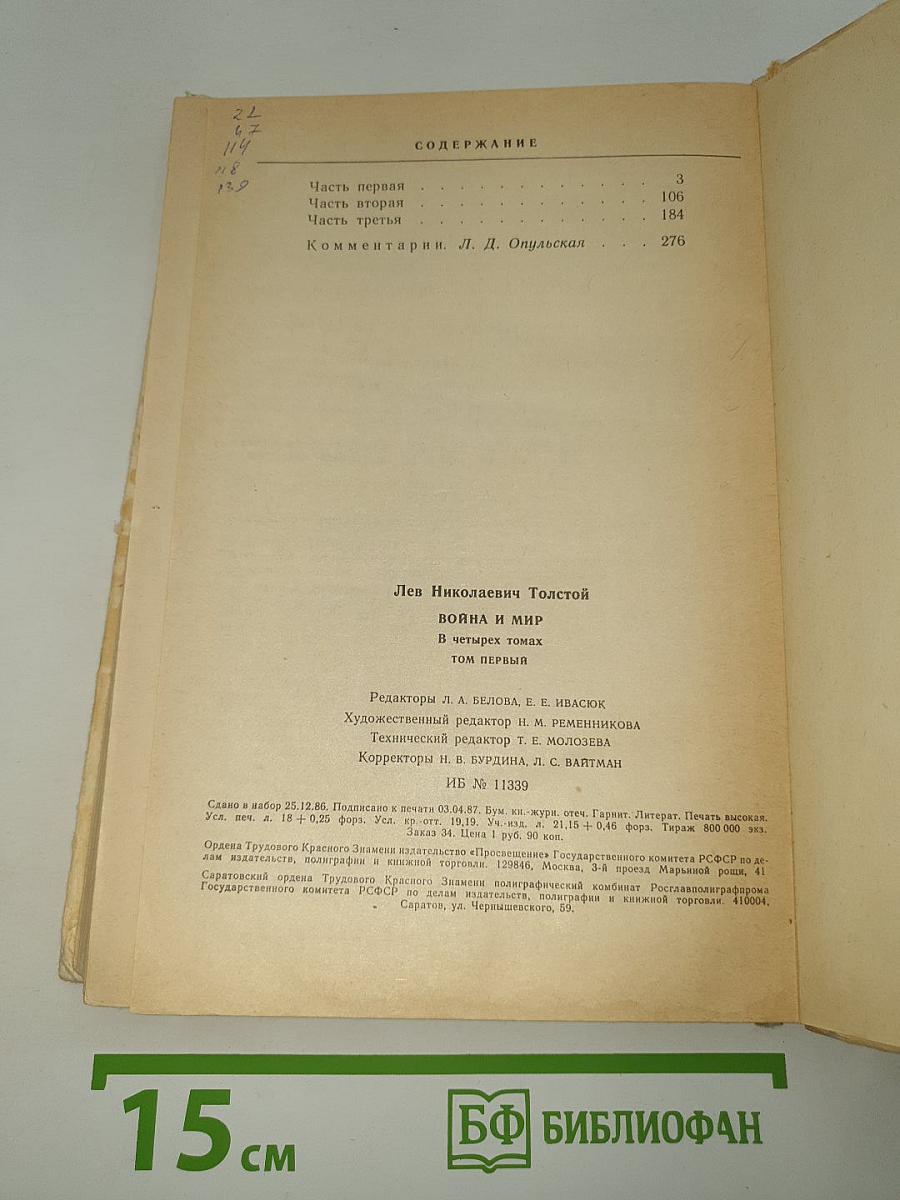 22
47
114
118
139
СОДЕРЖАНИЕ
Часть первая . . . . . . . . . . . . 3
Часть вторая . . . . . . . . . . . . 106
Часть третья . . . . . . . . . . . . 184
Комментарии. Л. Д. Опульская . . . 276
Лев Николаевич Толстой
ВОЙНА И МИР
В четырех томах
ТОМ ПЕРВЫЙ
Редакторы Л. А. БЕЛОВА, Е. Е. ИВАСЮК
Художественный редактор Н. М. РЕМЕННИКОВА
Технический редактор Т. Е. МОЛОЗЕВА
Корректоры Н. В. БУРДИНА, Л. С. ВАЙТМАН
ИБ № 11339
Сдано в набор 25.12.86. Подписано к печати 03.04.87. Бум. кн.-журн. отеч. Гарнит. Литерат. Печать высокая.
Усл. печ. л. 18 + 0,25 форз. Усл. кр.-отт. 19,19. Уч.-изд. л. 21,15 + 0,46 форз. Тираж 800 000 экз.
Заказ 34. Цена 1 руб. 90 коп.
Ордена Трудового Красного Знамени издательство «Просвещение» Государственного комитета РСФСР по де-
лам издательств, полиграфии и книжной торговли. 129846, Москва, 3-й проезд Марьиной рощи, 41
Саратовский ордена Трудового Красного Знамени полиграфический комбинат Росглавполиграфпрома
Государственного комитета РСФСР по делам издательств, полиграфии и книжной торговли. 410004,
Саратов, ул. Чернышевского, 59.
15 см
БФ БИБЛИОФАН